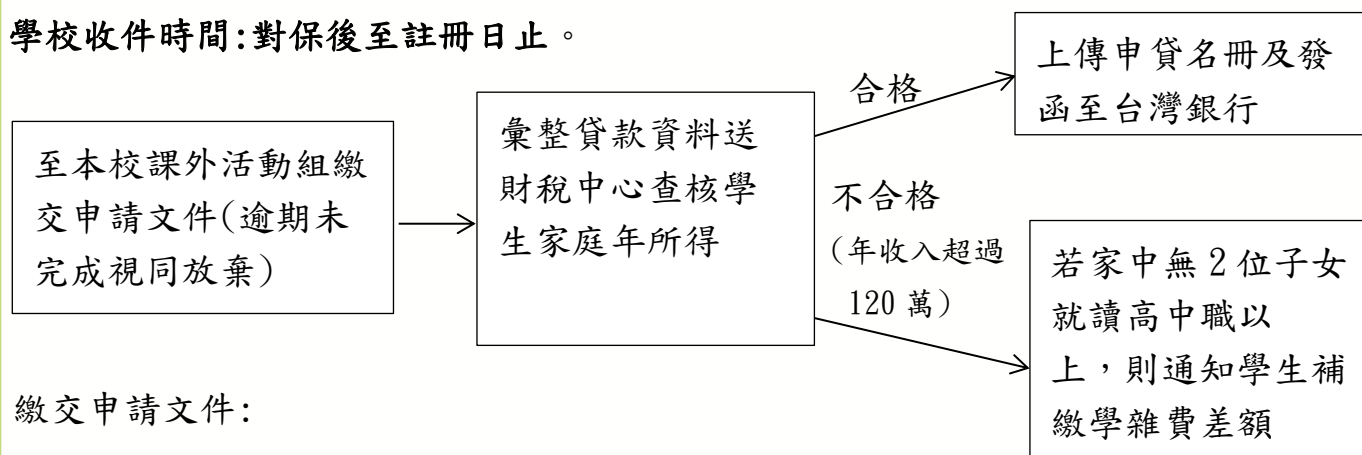 學校收件時間:對保後至註冊日止。
至本校課外活動組繳
交申請文件(逾期未
完成視同放棄)
彙整貸款資料送
財稅中心查核學
生家庭年所得
合格
上傳申貸名冊及發
函至台灣銀行
不合格
(年收入超過
120 萬)
若家中無 2 位子女
就讀高中職以
上，則通知學生補
繳學雜費差額
繳交申請文件: